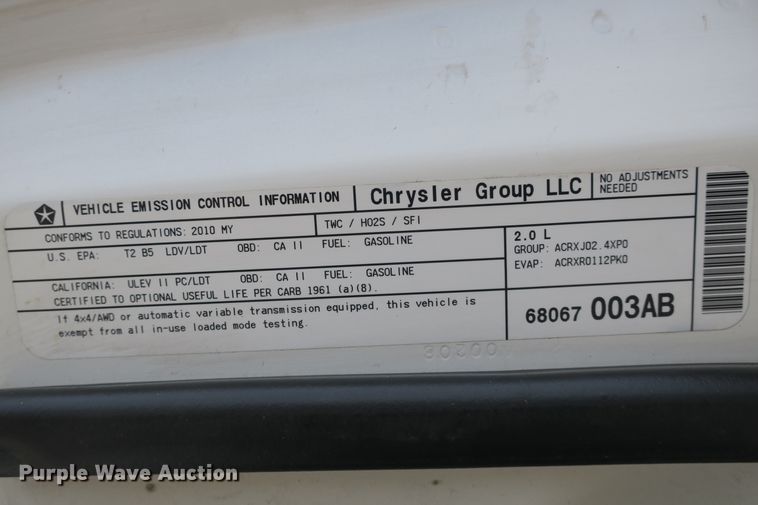 VEHICLE EMISSION CONTROL INFORMATION
Chrysler Group LLC
NO ADJUSTMENTS
NEEDED
CONFORMS TO REGULATIONS: 2010 MY
TWC / HO2S / SFI
U.S. EPA: T2 B5 LDV/LDT OBD: CA II FUEL: GASOLINE
CALIFORNIA: ULEV II PC/LDT OBD: CA II FUEL: GASOLINE
CERTIFIED TO OPTIONAL USEFUL LIFE PER CARB 1961 (a)(8).
If 4x4/AWD or automatic variable transmission equipped, this vehicle is
exempt from all in-use loaded mode testing.
2.0 L
GROUP: ACRXJ02.4XP0
EVAP: ACRXR0112PK0
68067 003AB
Purple Wave Auction